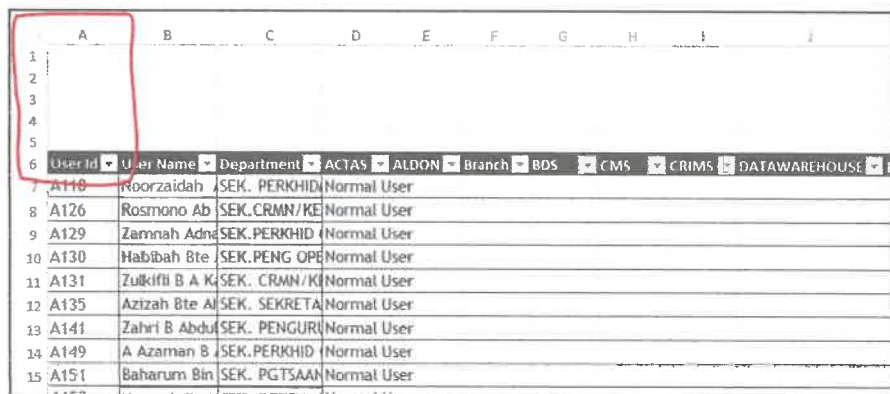 A B C D E F G H I J
1
2
3
4
5
6 User Id User Name Department ACTAS ALDON Branch BDS CMS CRIMS DATAWAREHOUSE
7 A118 Roorzaidah SEK. PERKHID Normal User
8 A126 Rosmono Ab SEK.CRMN/KE Normal User
9 A129 Zamnah Adna SEK.PERKHID Normal User
10 A130 Habibah Bte SEK.PENG OPE Normal User
11 A131 Zulkifli B A Ka SEK. CRMN/KE Normal User
12 A135 Azizah Bte Al SEK. SEKRETA Normal User
13 A141 Zahri B Abdul SEK. PENGURU Normal User
14 A149 A Azaman B SEK.PERKHID Normal User
15 A151 Baharum Bin SEK. PGTSAAN Normal User